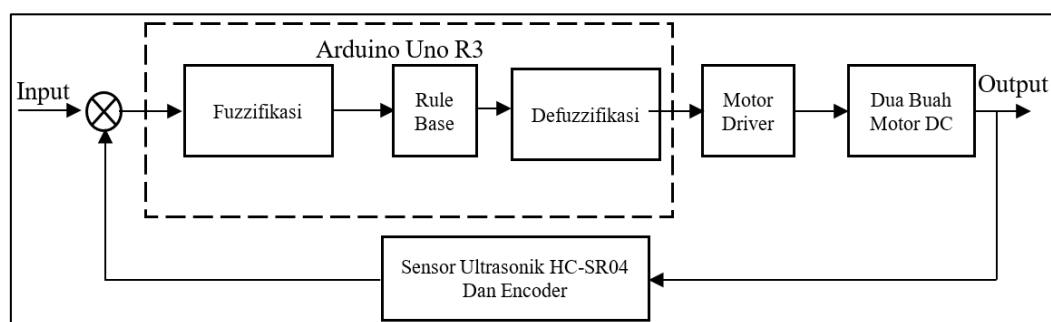 Arduino Uno R3
Input
Fuzzifikasi
Rule
Base
Defuzzifikasi
Motor
Driver
Dua Buah
Motor DC
Output
Sensor Ultrasonik HC-SR04
Dan Encoder